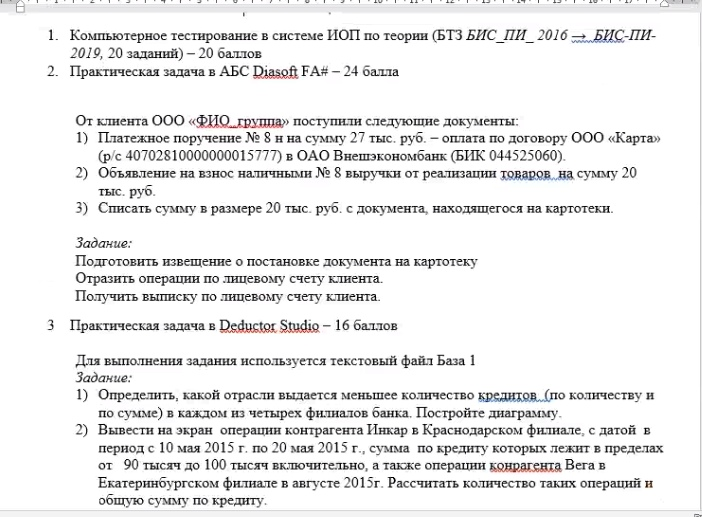 1. Компьютерное тестирование в системе ИОП по теории (БТЗ БИС_ПИ_ 2016 → БИС-ПИ-
2019, 20 заданий) – 20 баллов
2. Практическая задача в АБС Diasoft FA# – 24 балла
От клиента ООО «ФИО_группа» поступили следующие документы:
1) Платежное поручение № 8 н на сумму 27 тыс. руб. – оплата по договору ООО «Карта»
(р/с 40702810000000015777) в ОАО Внешэкономбанк (БИК 044525060).
2) Объявление на взнос наличными № 8 выручки от реализации товаров на сумму 20
тыс. руб.
3) Списать сумму в размере 20 тыс. руб. с документа, находящегося на картотеки.
Задание:
Подготовить извещение о постановке документа на картотеку
Отразить операции по лицевому счету клиента.
Получить выписку по лицевому счету клиента.
3 Практическая задача в Deductor Studio – 16 баллов
Для выполнения задания используется текстовый файл База 1
Задание:
1) Определить, какой отрасли выдается меньшее количество кредитов (по количеству и
по сумме) в каждом из четырех филиалов банка. Постройте диаграмму.
2) Вывести на экран операции контрагента Инкар в Краснодарском филиале, с датой в
период с 10 мая 2015 г. по 20 мая 2015 г., сумма по кредиту которых лежит в пределах
от 90 тысяч до 100 тысяч включительно, а также операции конрагента Вега в
Екатеринбургском филиале в августе 2015г. Рассчитать количество таких операций и
общую сумму по кредиту.